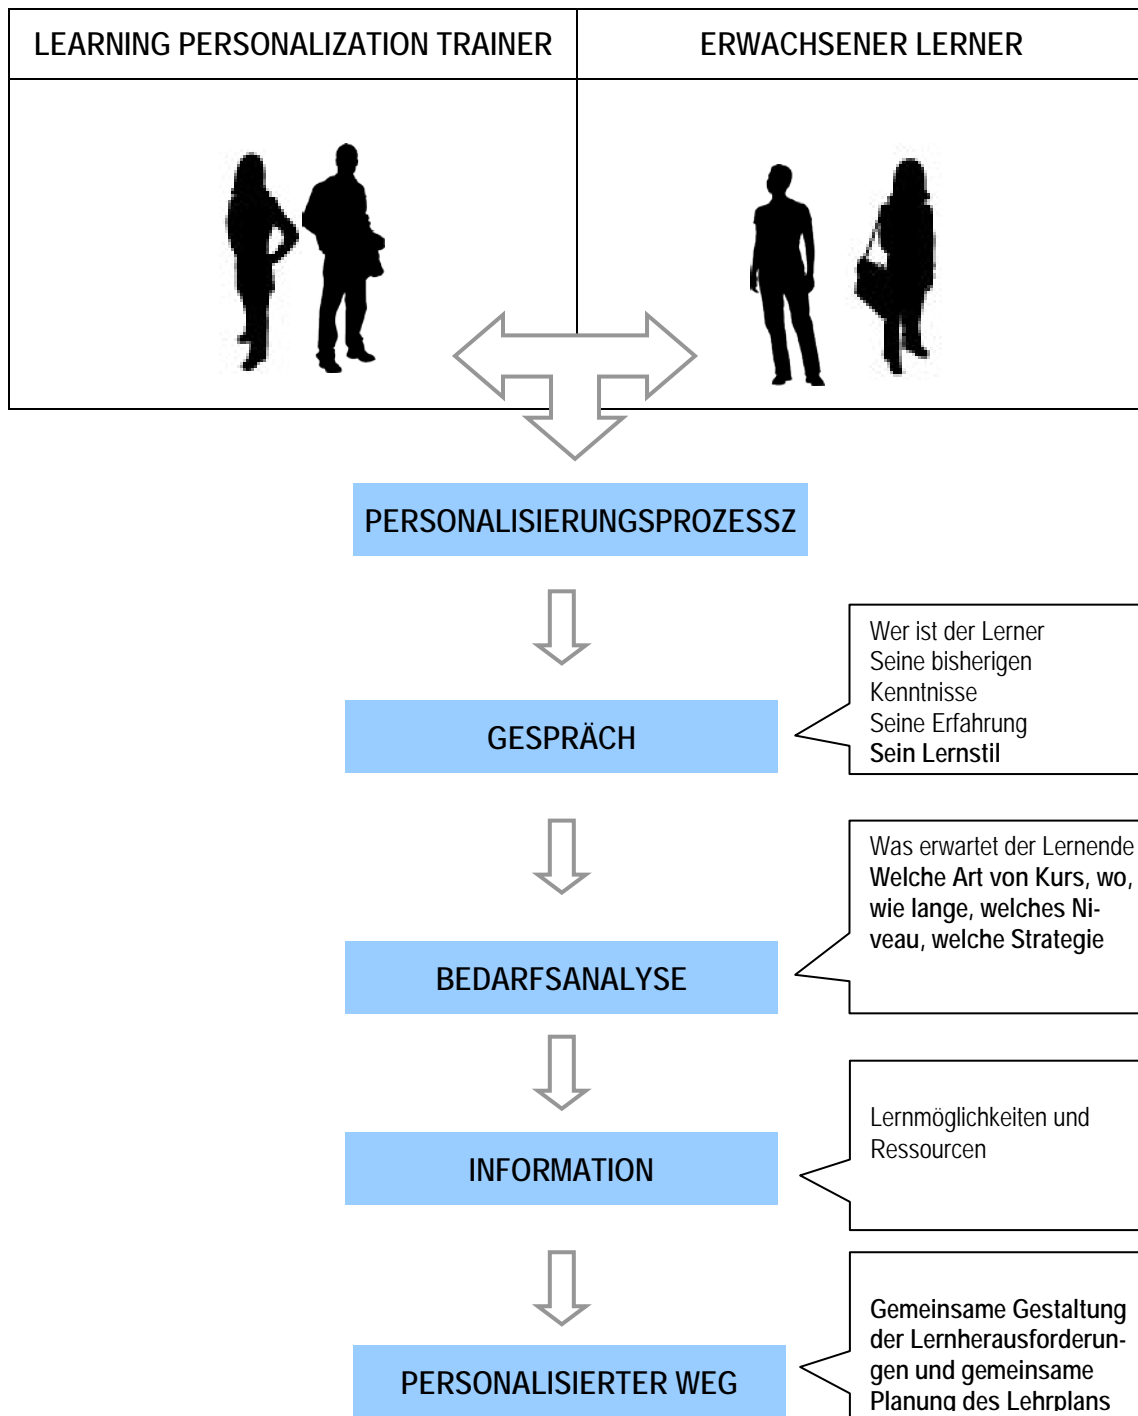 LEARNING PERSONALIZATION TRAINER
ERWACHSENER LERNER
PERSONALISIERUNGSPROZESSZ
Wer ist der Lerner
Seine bisherigen
Kenntnisse
Seine Erfahrung
Sein Lernstil
GESPRÄCH
Was erwartet der Lernende
Welche Art von Kurs, wo,
wie lange, welches Ni-
veau, welche Strategie
BEDARFSANALYSE
Lernmöglichkeiten und
Ressourcen
INFORMATION
Gemeinsame Gestaltung
der Lernherausforderun-
gen und gemeinsame
Planung des Lehrplans
PERSONALISIERTER WEG